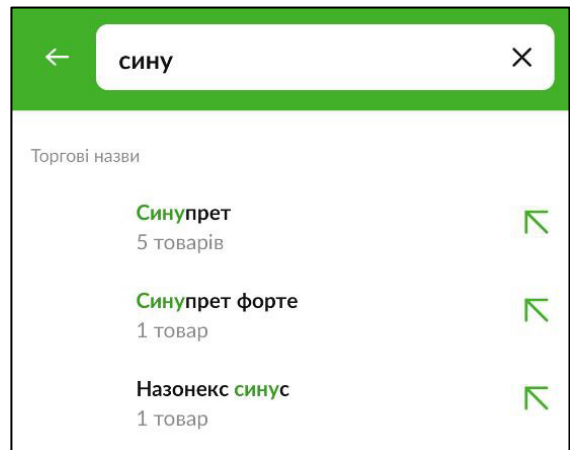 сину
Торгові назви
Синупрет
5 товарів
Синупрет форте
1 товар
Назонекс синус
1 товар